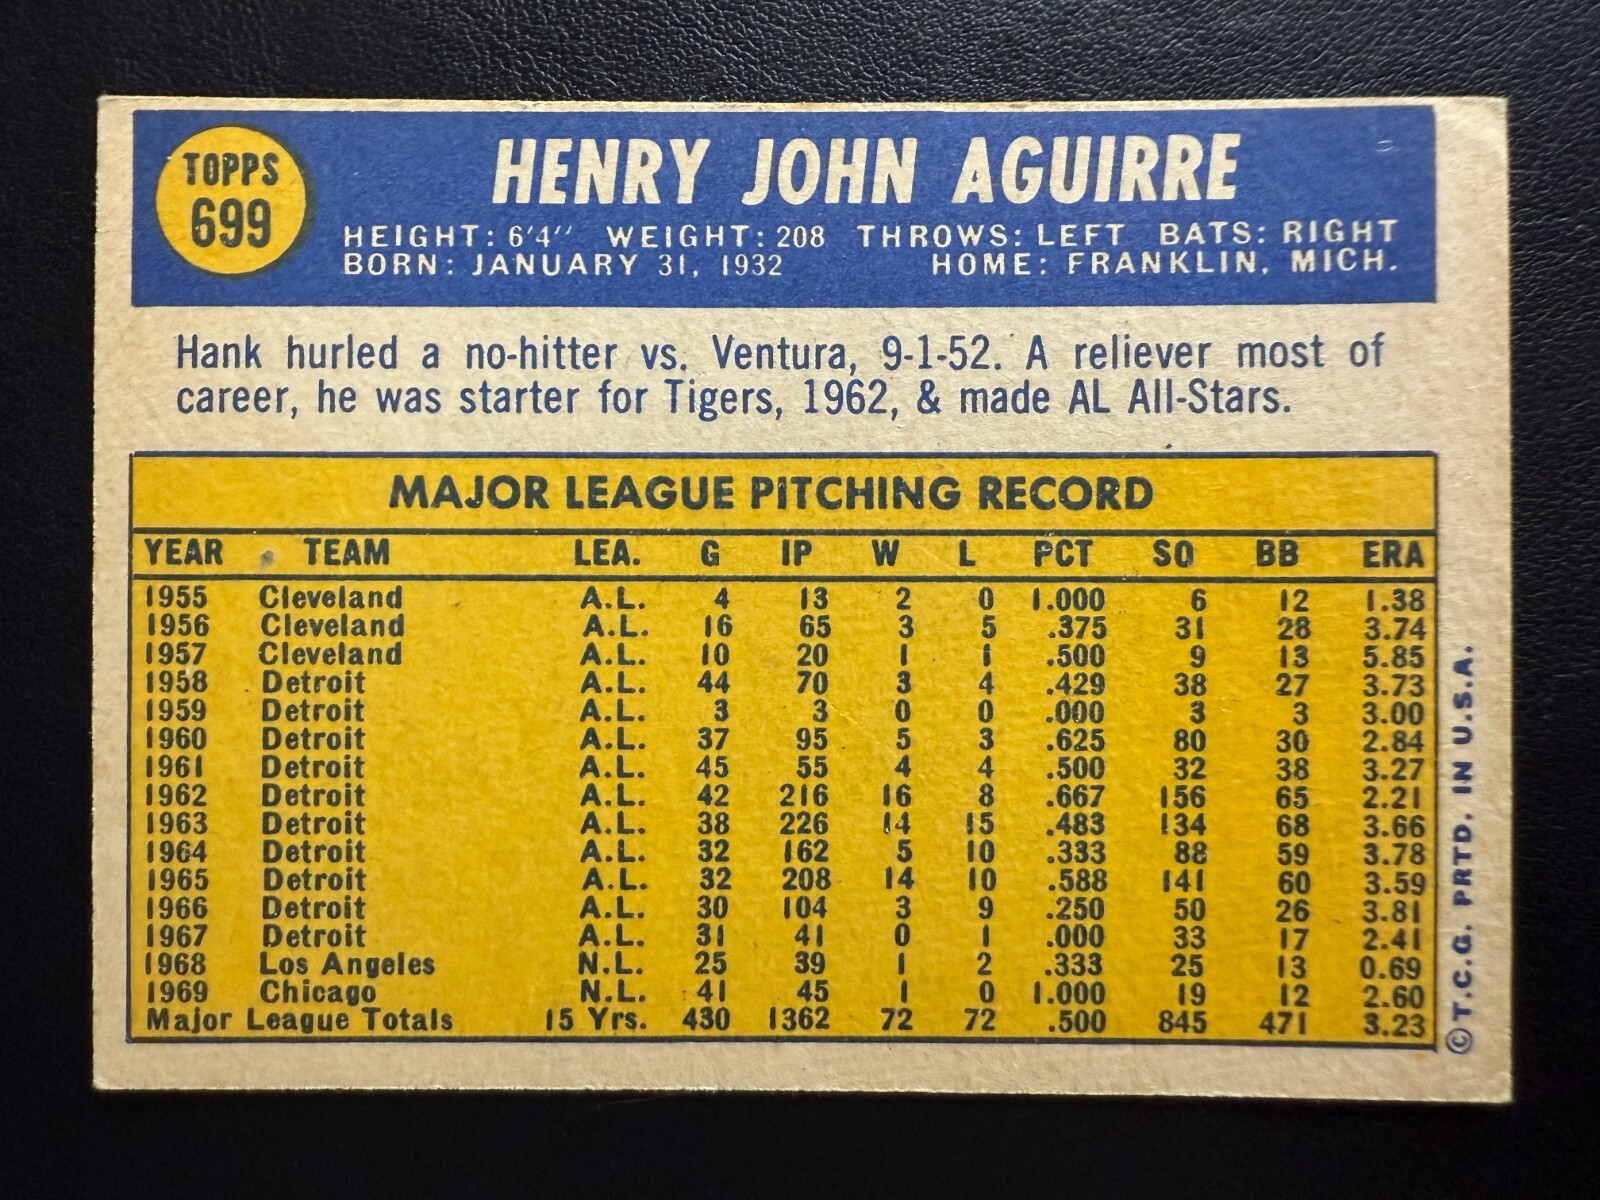 TOPPS
699
HENRY JOHN AGUIRRE
HEIGHT: 6'4" WEIGHT: 208 THROWS: LEFT BATS: RIGHT
BORN: JANUARY 31, 1932 HOME: FRANKLIN, MICH.
Hank hurled a no-hitter vs. Ventura, 9-1-52. A reliever most of
career, he was starter for Tigers, 1962, & made AL All-Stars.
MAJOR LEAGUE PITCHING RECORD
YEAR TEAM LEA. G IP W L PCT SO BB ERA
1955 Cleveland A.L. 4 13 2 0 1.000 6 12 1.38
1956 Cleveland A.L. 16 65 3 5 .375 31 28 3.74
1957 Cleveland A.L. 10 20 1 1 .500 9 13 5.85
1958 Detroit A.L. 44 70 3 4 .429 38 27 3.73
1959 Detroit A.L. 3 3 0 0 .000 3 3 3.00
1960 Detroit A.L. 37 95 5 3 .625 80 30 2.84
1961 Detroit A.L. 45 55 4 4 .500 32 38 3.27
1962 Detroit A.L. 42 216 16 8 .667 156 65 2.21
1963 Detroit A.L. 38 226 14 15 .483 134 68 3.66
1964 Detroit A.L. 32 162 5 10 .333 88 59 3.78
1965 Detroit A.L. 32 208 14 10 .588 141 60 3.59
1966 Detroit A.L. 30 104 3 9 .250 50 26 3.81
1967 Detroit A.L. 31 41 0 1 .000 33 17 2.41
1968 Los Angeles N.L. 25 39 1 2 .333 25 13 0.69
1969 Chicago N.L. 41 45 1 0 1.000 19 12 2.60
Major League Totals 15 Yrs. 430 1362 72 72 .500 845 471 3.23
© T.C.G. PRTD. IN U.S.A.